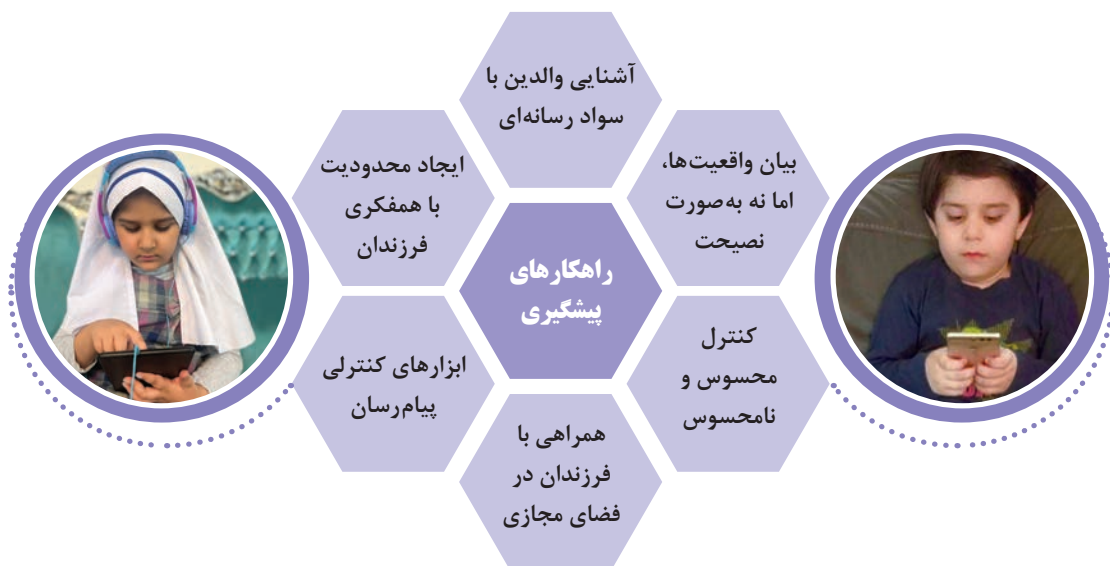 راهکارهای
پیشگیری
آشنایی والدین با
سواد رسانه‌ای
بیان واقعیت‌ها،
اما نه به‌صورت
نصیحت
کنترل
محسوس و
نامحسوس
همراهی با
فرزندان در
فضای مجازی
ابزارهای کنترلی
پیام‌رسان
ایجاد محدودیت
با همفکری
فرزندان